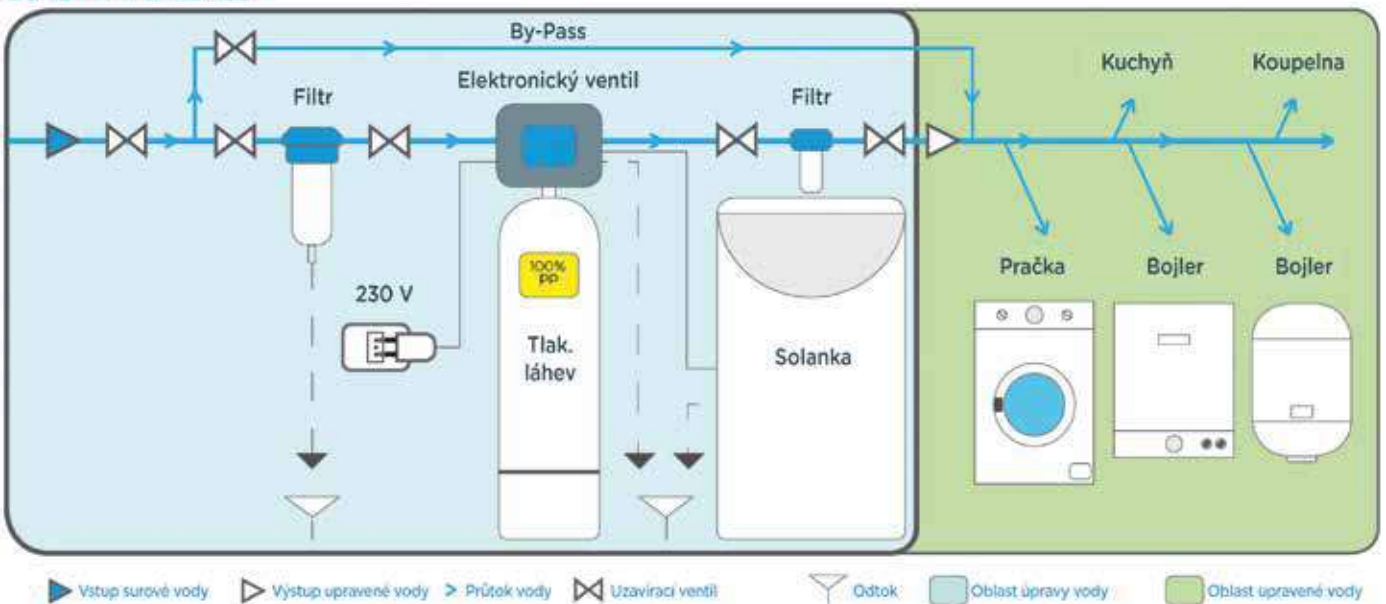 By-Pass
Kuchyň
Koupelna
Filtr
Elektronický ventil
Filtr
100%
PP
230 V
Tlak.
láhev
Solanka
Pračka
Bojler
Bojler
Vstup surové vody
Výstup upravené vody
Průtok vody
Uzavírací ventil
Odtok
Oblast úpravy vody
Oblast upravené vody